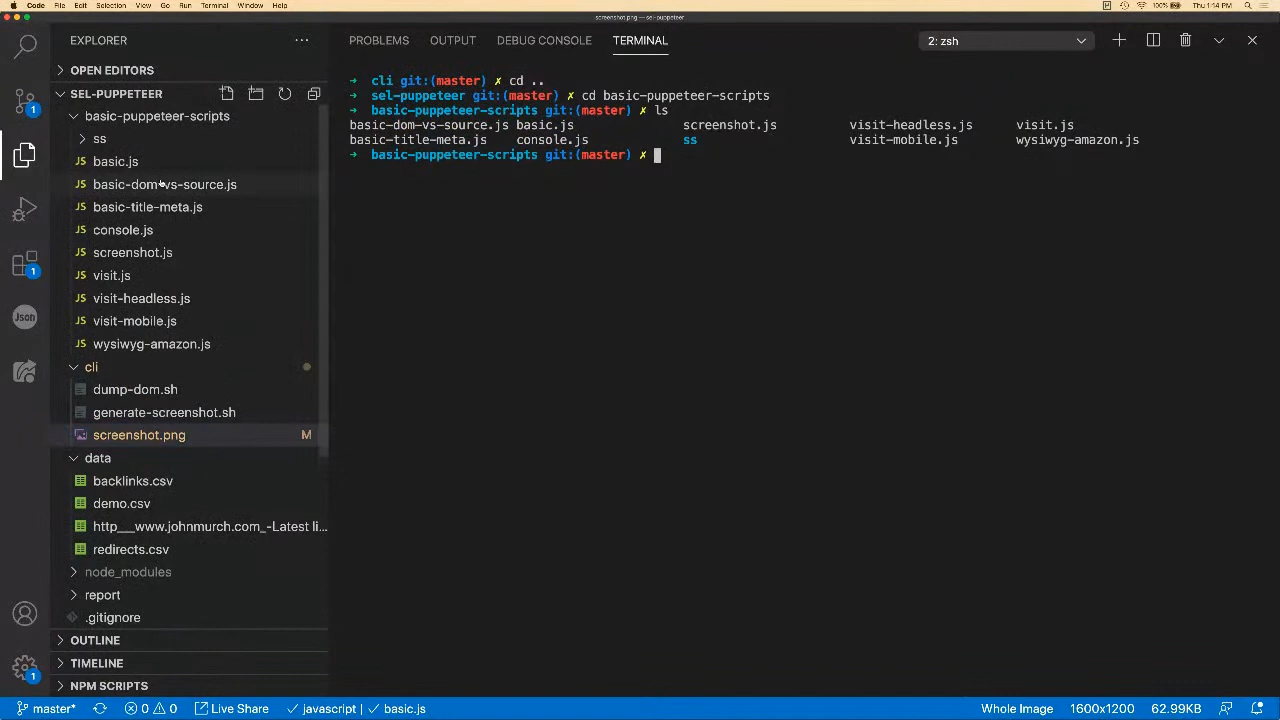 Code File Edit Selection View Go Run Terminal Window Help 100% Thu 1:14 PM
screenshot.png — sel-puppeteer
EXPLORER
PROBLEMS OUTPUT DEBUG CONSOLE TERMINAL 2: zsh
OPEN EDITORS
SEL-PUPPETEER
basic-puppeteer-scripts
ss
basic.js
basic-dom-vs-source.js
basic-title-meta.js
console.js
screenshot.js
visit.js
visit-headless.js
visit-mobile.js
wysiwyg-amazon.js
cli
dump-dom.sh
generate-screenshot.sh
screenshot.png M
data
backlinks.csv
demo.csv
http___www.johnmurch.com_-Latest li...
redirects.csv
node_modules
report
.gitignore
OUTLINE
TIMELINE
NPM SCRIPTS
1
1
Json
1
➜ cli git:(master) ✗ cd ..
➜ sel-puppeteer git:(master) ✗ cd basic-puppeteer-scripts
➜ basic-puppeteer-scripts git:(master) ✗ ls
basic-dom-vs-source.js basic.js screenshot.js visit-headless.js visit.js
basic-title-meta.js console.js ss visit-mobile.js wysiwyg-amazon.js
➜ basic-puppeteer-scripts git:(master) ✗
master* 0 0 Live Share ✓ javascript | ✓ basic.js Whole Image 1600x1200 62.99KB